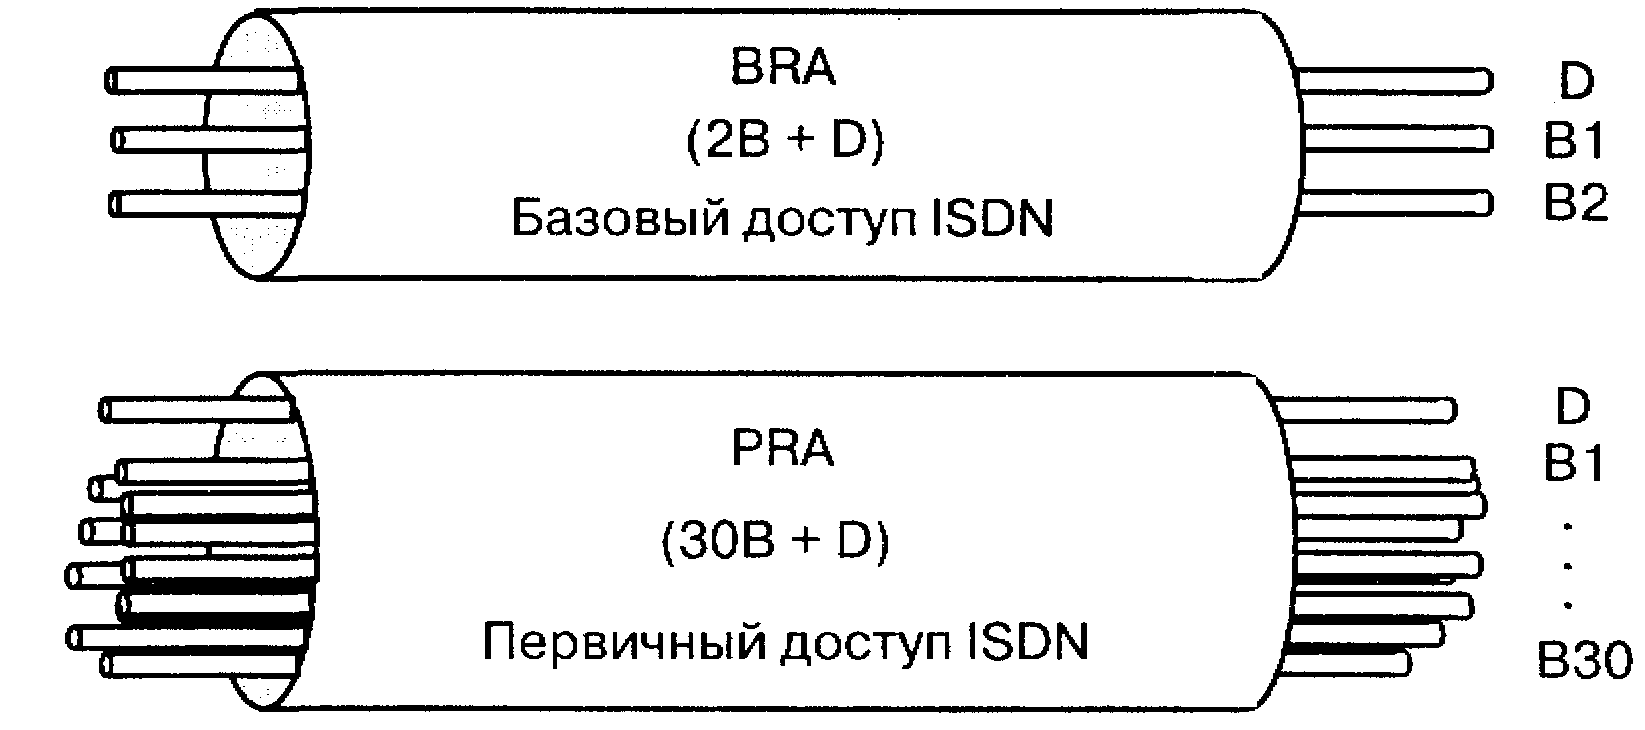 BRA
(2B + D)
Базовый доступ ISDN
D
B1
B2
PRA
(30B + D)
Первичный доступ ISDN
D
B1
.
.
.
B30